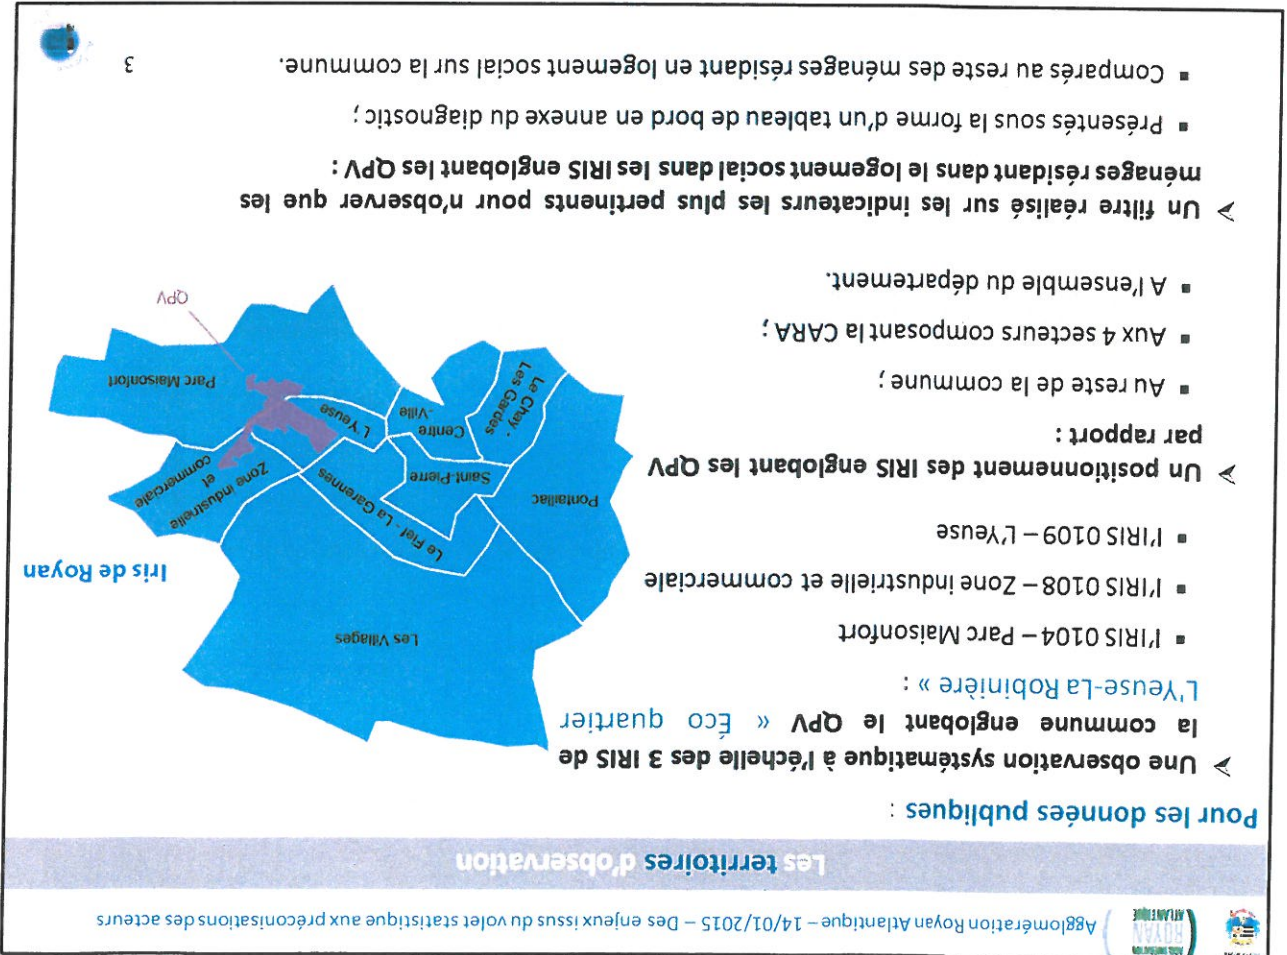 AGGLOMÉRATION
ROYAN
ATLANTIQUE
Agglomération Royan Atlantique – 14/01/2015 – Des enjeux issus du volet statistique aux préconisations des acteurs
Les territoires d'observation
Pour les données publiques :
➢ Une observation systématique à l'échelle des 3 IRIS de
la commune englobant le QPV « Éco quartier
L'Yeuse-La Robinière » :
▪ l'IRIS 0104 – Parc Maisonfort
▪ l'IRIS 0108 – Zone industrielle et commerciale
▪ l'IRIS 0109 – L'Yeuse
➢ Un positionnement des IRIS englobant les QPV
par rapport :
▪ Au reste de la commune ;
▪ Aux 4 secteurs composant la CARA ;
▪ A l'ensemble du département.
➢ Un filtre réalisé sur les indicateurs les plus pertinents pour n'observer que les
ménages résidant dans le logement social dans les IRIS englobant les QPV :
▪ Présentés sous la forme d'un tableau de bord en annexe du diagnostic ;
▪ Comparés au reste des ménages résidant en logement social sur la commune.
Iris de Royan
Les Villages
Pontaillac
Le Fief - La Garennes
Zone industrielle
et
commerciale
Saint-Pierre
Centre
-Ville
L'Yeuse
Le Chay -
Les Gardes
Parc Maisonfort
QPV
3